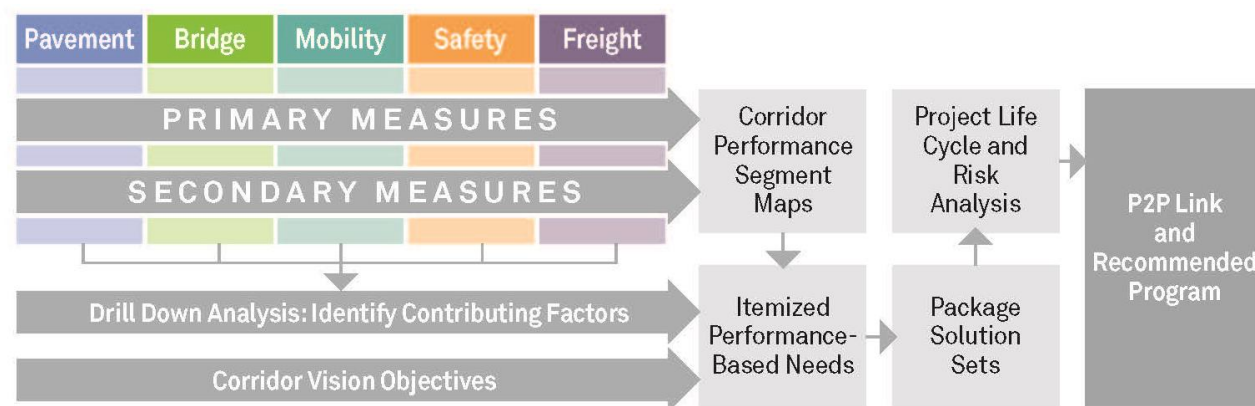 Pavement Bridge Mobility Safety Freight
PRIMARY MEASURES
SECONDARY MEASURES
Drill Down Analysis: Identify Contributing Factors
Corridor Vision Objectives
Corridor
Performance
Segment
Maps
Itemized
Performance-
Based Needs
Package
Solution
Sets
Project Life
Cycle and
Risk
Analysis
P2P Link
and
Recommended
Program